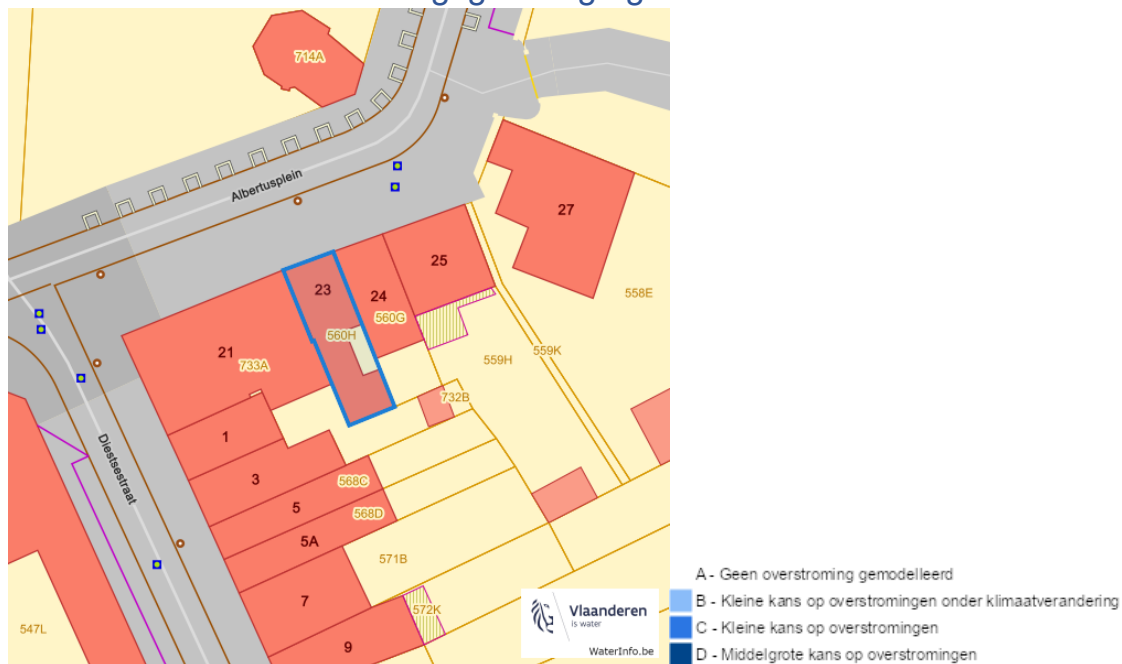 714A
Albertusplein
27
25
23
24
558E
560G
560H
559K
559H
21
733A
732B
1
Diestsestraat
3
568C
5
568D
5A
571B
7
572K
547L
9
Vlaanderen
is water
WaterInfo.be
A - Geen overstroming gemodelleerd
B - Kleine kans op overstromingen onder klimaatverandering
C - Kleine kans op overstromingen
D - Middelgrote kans op overstromingen